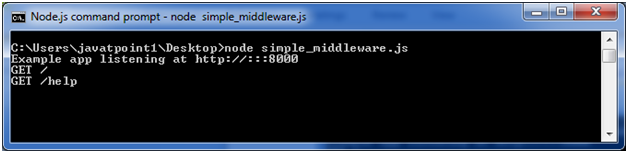 Node.js command prompt - node  simple_middleware.js
C:\Users\javatpoint1\Desktop>node simple_middleware.js
Example app listening at http://:::8000
GET /
GET /help